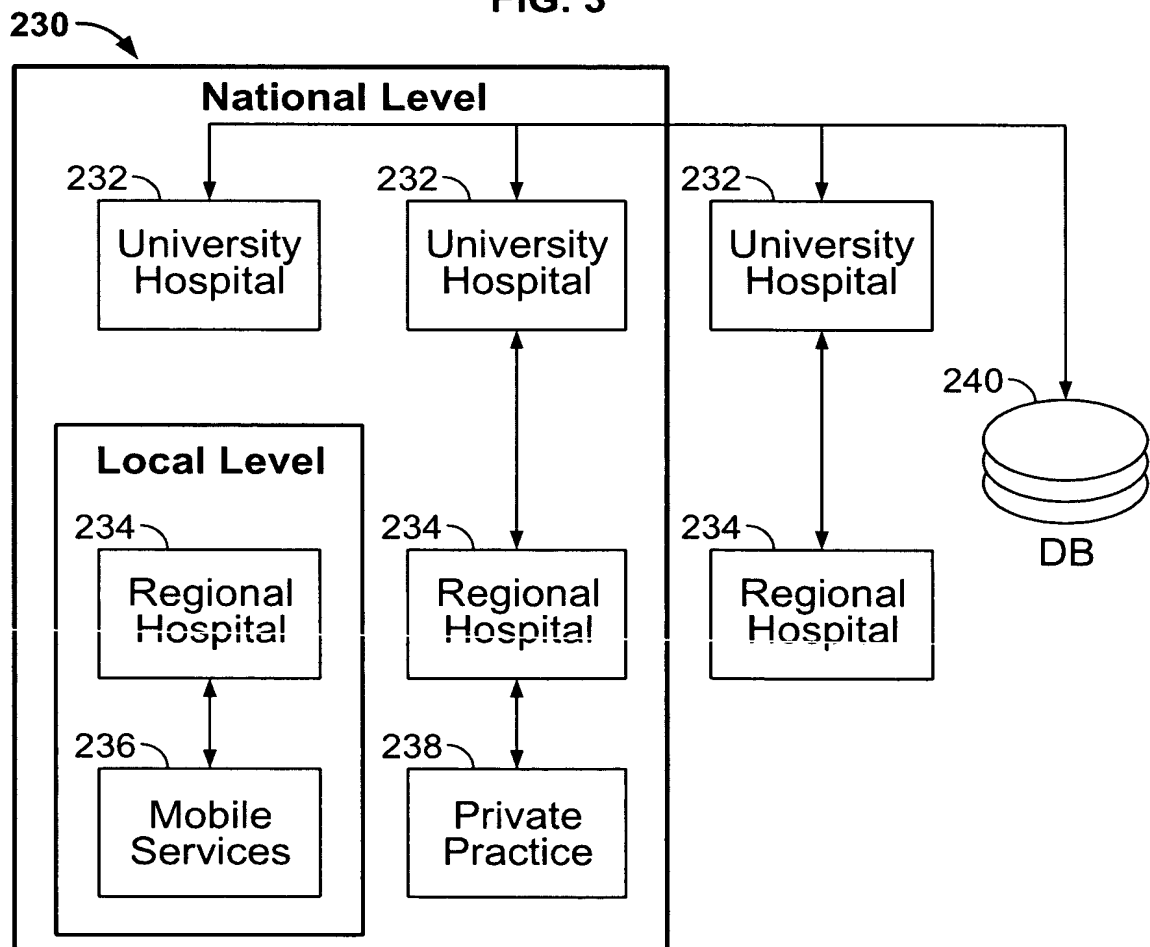 FIG. 3
230
National Level
232
232
232
University
Hospital
University
Hospital
University
Hospital
240
DB
Local Level
234
234
234
Regional
Hospital
Regional
Hospital
Regional
Hospital
236
238
Mobile
Services
Private
Practice